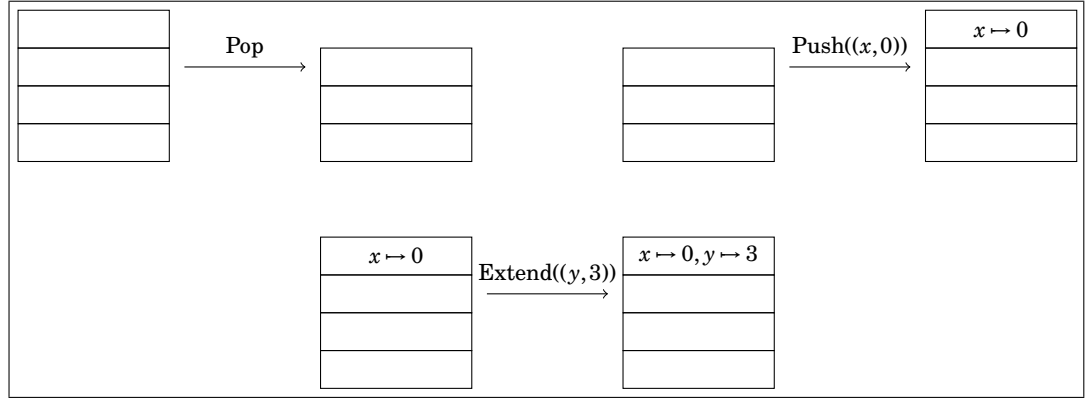 x ↦ 0
Pop
Push((x,0))
x ↦ 0
Extend((y,3))
x ↦ 0, y ↦ 3